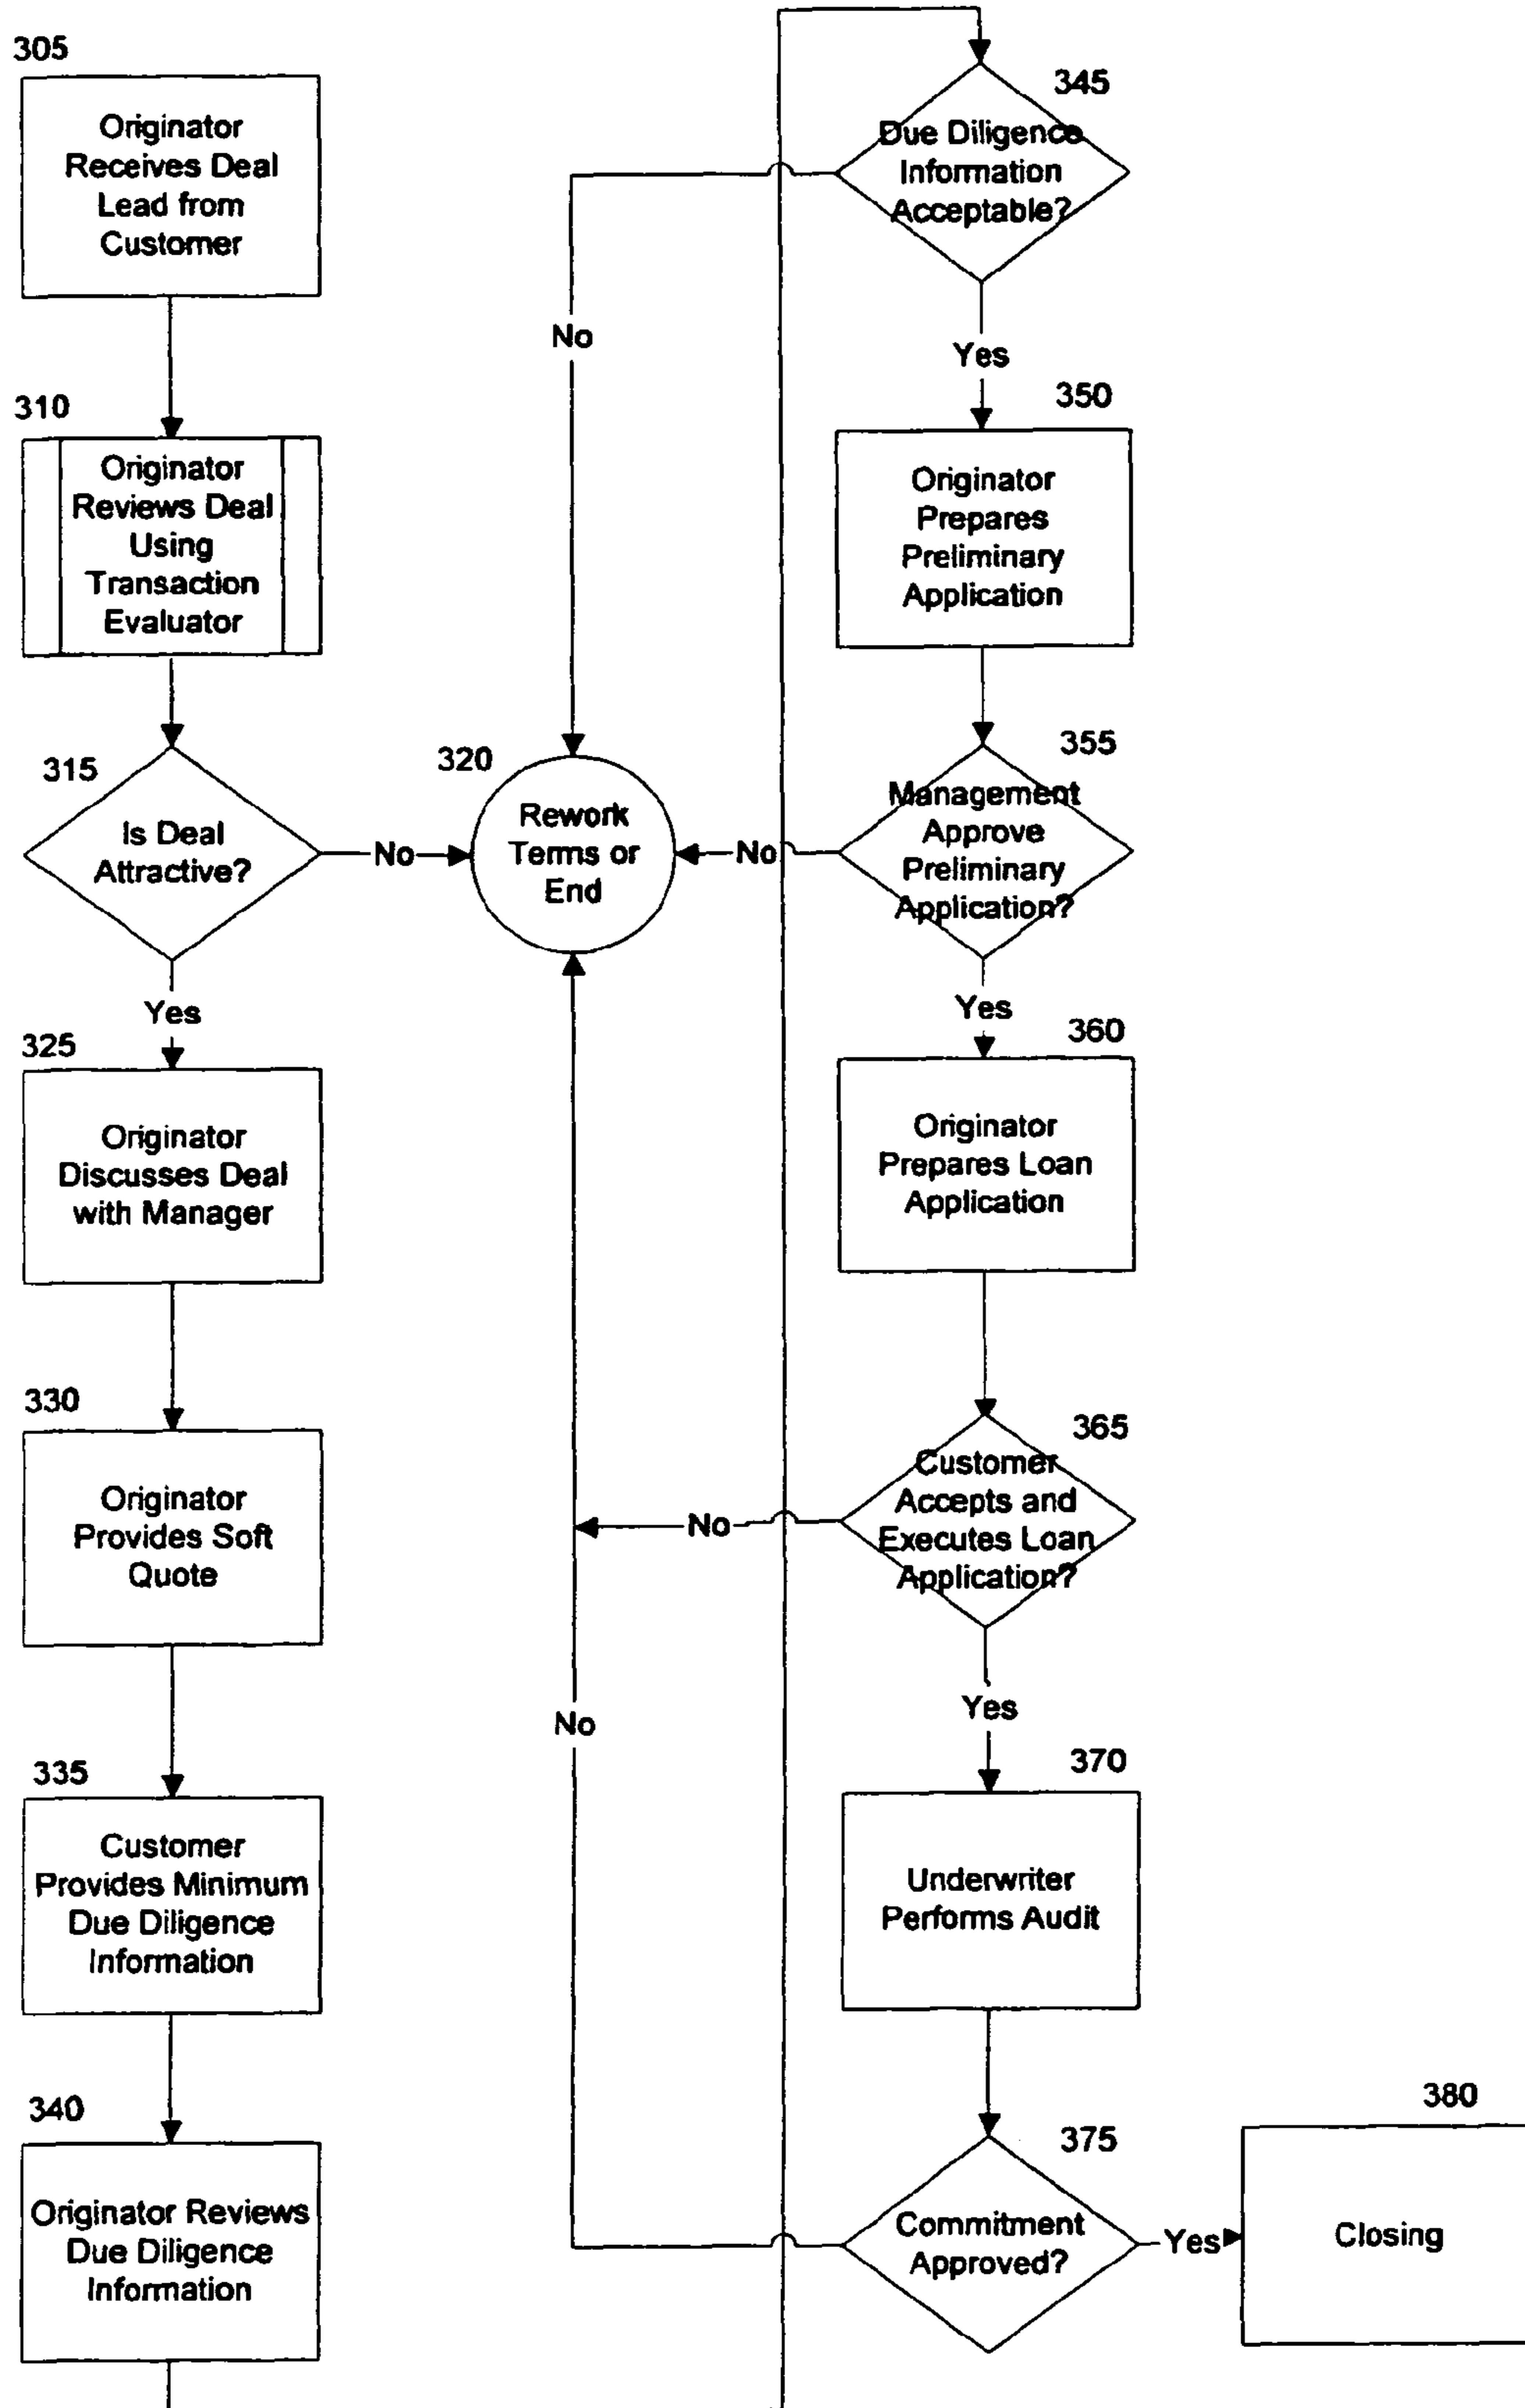 305
Originator
Receives Deal
Lead from
Customer
310
Originator
Reviews Deal
Using
Transaction
Evaluator
315
Is Deal
Attractive?
No
320
Rework
Terms or
End
Yes
325
Originator
Discusses Deal
with Manager
330
Originator
Provides Soft
Quote
335
Customer
Provides Minimum
Due Diligence
Information
340
Originator Reviews
Due Diligence
Information
345
Due Diligence
Information
Acceptable?
No
Yes
350
Originator
Prepares
Preliminary
Application
355
Management
Approve
Preliminary
Application?
No
Yes
360
Originator
Prepares Loan
Application
365
Customer
Accepts and
Executes Loan
Application?
No
Yes
370
Underwriter
Performs Audit
375
Commitment
Approved?
No
Yes
380
Closing